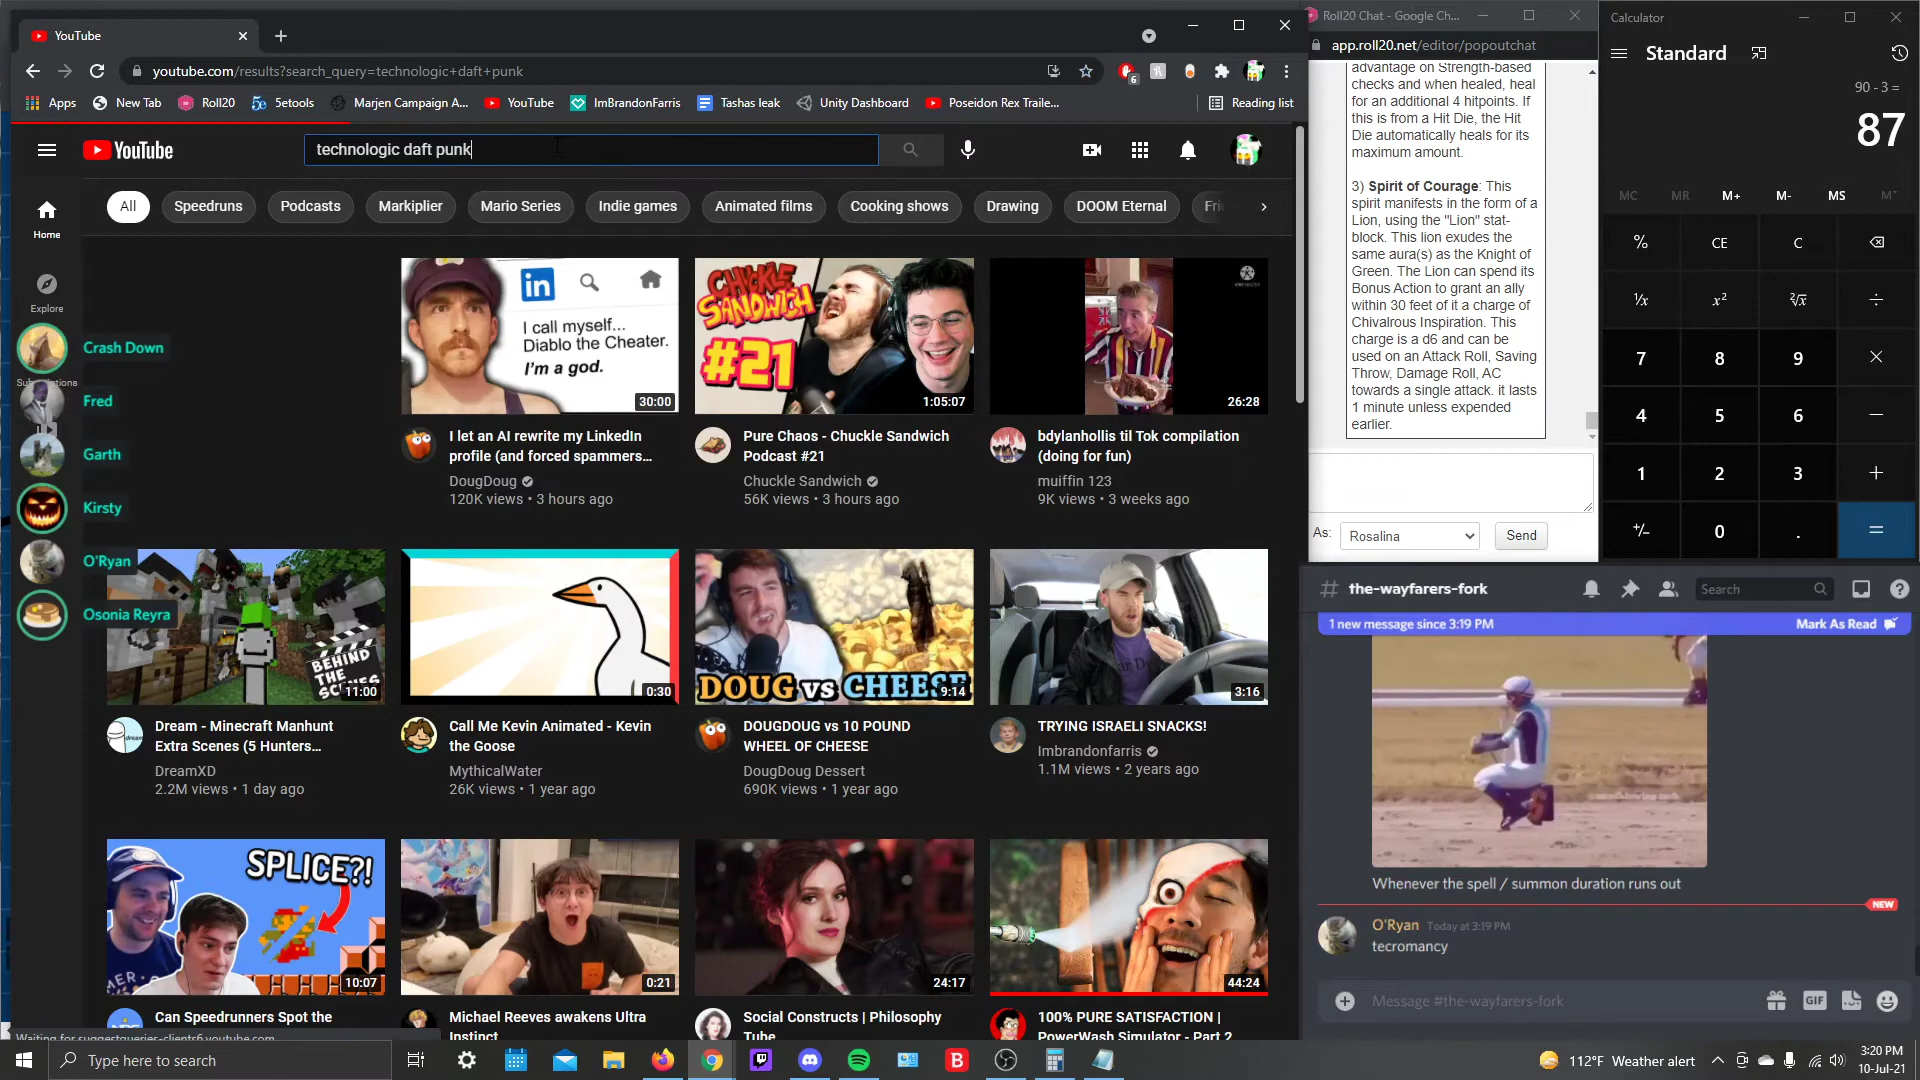 YouTube
youtube.com/results?search_query=technologic+daft+punk
6
Apps
New Tab
Roll20
5etools
Marjen Campaign A...
YouTube
ImBrandonFarris
Tashas leak
Unity Dashboard
Poseidon Rex Traile...
Reading list
YouTube
technologic daft punk
All
Speedruns
Podcasts
Markiplier
Mario Series
Indie games
Animated films
Cooking shows
Drawing
DOOM Eternal
Home
Explore
Crash Down
Fred
Garth
Kirsty
O'Ryan
Osonia Reyra
in
I call myself...
Diablo the Cheater.
I'm a god.
30:00
I let an AI rewrite my LinkedIn
profile (and forced spammers...
DougDoug
120K views • 3 hours ago
CHUCKLE
SANDWICH
#21
1:05:07
Pure Chaos - Chuckle Sandwich
Podcast #21
Chuckle Sandwich
56K views • 3 hours ago
26:28
bdylanhollis til Tok compilation
(doing for fun)
muiffin 123
9K views • 3 weeks ago
BEHIND
THE
SCENES
11:00
Dream - Minecraft Manhunt
Extra Scenes (5 Hunters...
DreamXD
2.2M views • 1 day ago
0:30
Call Me Kevin Animated - Kevin
the Goose
MythicalWater
26K views • 1 year ago
DOUG vs CHEESE
9:14
DOUGDOUG vs 10 POUND
WHEEL OF CHEESE
DougDoug Dessert
690K views • 1 year ago
3:16
TRYING ISRAELI SNACKS!
Imbrandonfarris
1.1M views • 2 years ago
SPLICE?!
10:07
Can Speedrunners Spot the
0:21
Michael Reeves awakens Ultra
Instinct
24:17
Social Constructs | Philosophy
Tube
44:24
100% PURE SATISFACTION |
PowerWash Simulator - Part 2
Waiting for suggestqueries-clients6.youtube.com...
Roll20 Chat - Google Ch...
app.roll20.net/editor/popoutchat
advantage on Strength-based
checks and when healed, heal
for an additional 4 hitpoints. If
this is from a Hit Die, the Hit
Die automatically heals for its
maximum amount.
3) Spirit of Courage: This
spirit manifests in the form of a
Lion, using the "Lion" stat-
block. This lion exudes the
same aura(s) as the Knight of
Green. The Lion can spend its
Bonus Action to grant an ally
within 30 feet of it a charge of
Chivalrous Inspiration. This
charge is a d6 and can be
used on an Attack Roll, Saving
Throw, Damage Roll, AC
towards a single attack. it lasts
1 minute unless expended
earlier.
As:
Rosalina
Send
Calculator
Standard
90 - 3 =
87
MC
MR
M+
M-
MS
M˅
%
CE
C
⅟x
x²
²√x
÷
7
8
9
×
4
5
6
−
1
2
3
+
+/-
0
.
=
# the-wayfarers-fork
Search
1 new message since 3:19 PM
Mark As Read
Whenever the spell / summon duration runs out
NEW
O'Ryan Today at 3:19 PM
tecromancy
Message #the-wayfarers-fork
GIF
Type here to search
B
112°F Weather alert
3:20 PM
10-Jul-21